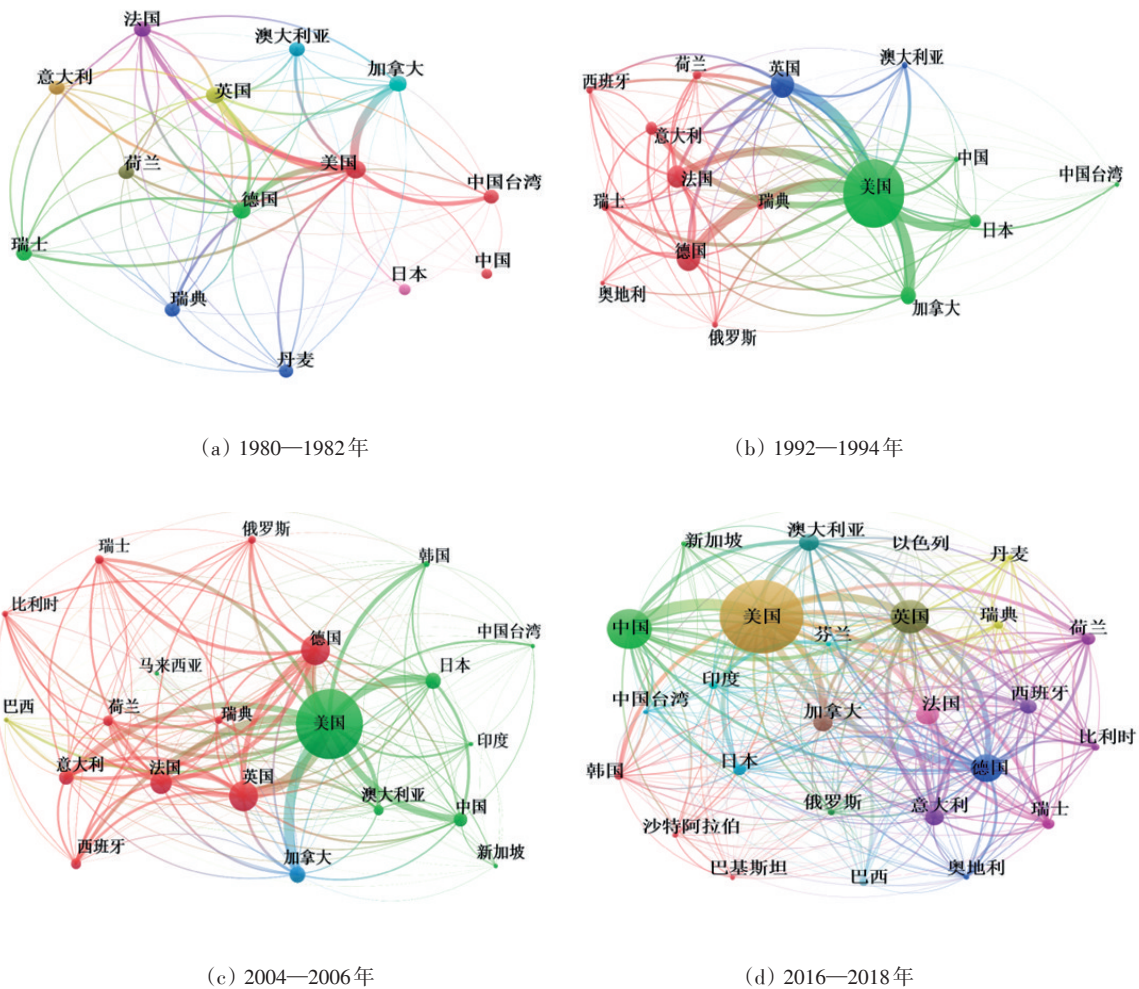 法国
澳大利亚
加拿大
意大利
英国
荷兰
美国
中国台湾
德国
瑞士
中国
日本
瑞典
丹麦
(a) 1980—1982年
荷兰
英国
澳大利亚
西班牙
意大利
中国
法国
美国
中国台湾
瑞士
瑞典
日本
德国
奥地利
加拿大
俄罗斯
(b) 1992—1994年
俄罗斯
瑞士
韩国
比利时
德国
中国台湾
马来西亚
日本
巴西
荷兰
瑞典
美国
印度
意大利
法国
英国
澳大利亚
中国
西班牙
加拿大
新加坡
(c) 2004—2006年
新加坡
澳大利亚
以色列
丹麦
中国
美国
英国
瑞典
荷兰
芬兰
印度
中国台湾
加拿大
法国
西班牙
比利时
韩国
日本
德国
俄罗斯
意大利
瑞士
沙特阿拉伯
巴基斯坦
巴西
奥地利
(d) 2016—2018年